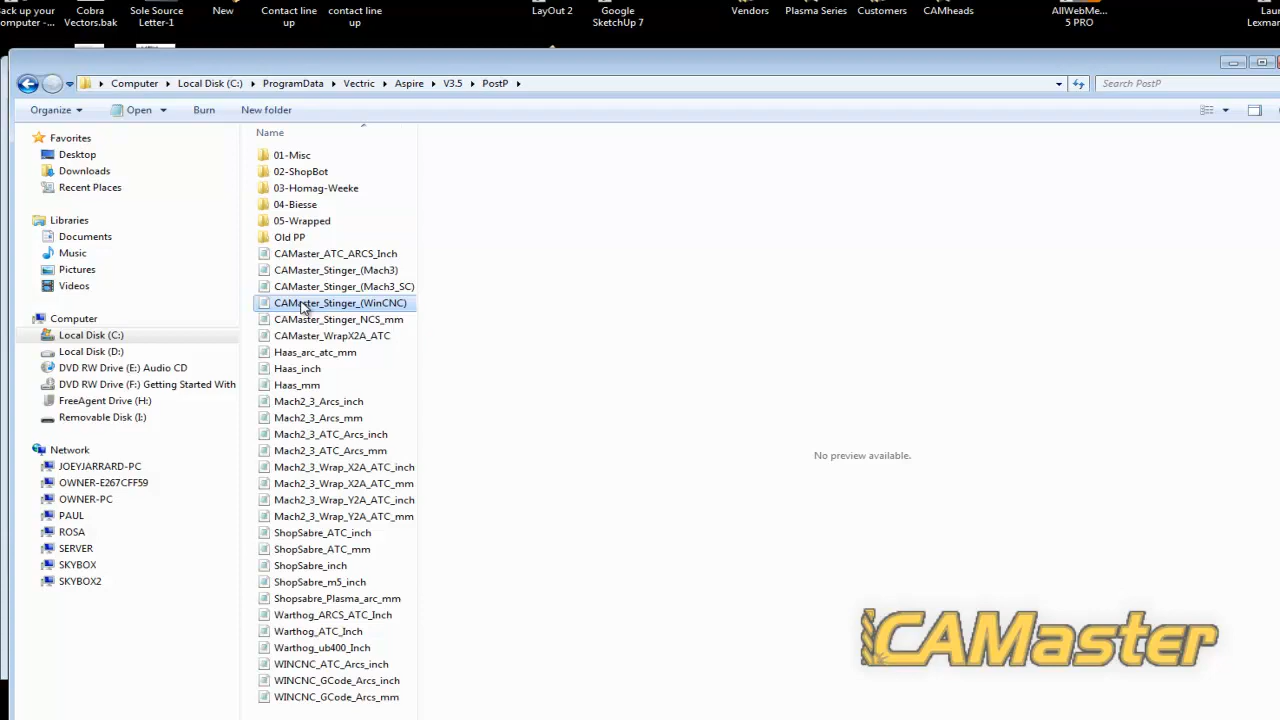 Back up your
computer -...
Cobra
Vectors.bak
Sole Source
Letter-1
New
Contact line
up
contact line
up
LayOut 2
Google
SketchUp 7
Vendors
Plasma Series
Customers
CAMheads
AllWebMe...
5 PRO
Lau
Lexmar
Computer
Local Disk (C:)
ProgramData
Vectric
Aspire
V3.5
PostP
Search PostP
Organize
Open
Burn
New folder
Favorites
Desktop
Downloads
Recent Places
Libraries
Documents
Music
Pictures
Videos
Computer
Local Disk (C:)
Local Disk (D:)
DVD RW Drive (E:) Audio CD
DVD RW Drive (F:) Getting Started With
FreeAgent Drive (H:)
Removable Disk (I:)
Network
JOEYJARRARD-PC
OWNER-E267CFF59
OWNER-PC
PAUL
ROSA
SERVER
SKYBOX
SKYBOX2
Name
01-Misc
02-ShopBot
03-Homag-Weeke
04-Biesse
05-Wrapped
Old PP
CAMaster_ATC_ARCS_Inch
CAMaster_Stinger_(Mach3)
CAMaster_Stinger_(Mach3_SC)
CAMaster_Stinger_(WinCNC)
CAMaster_Stinger_NCS_mm
CAMaster_WrapX2A_ATC
Haas_arc_atc_mm
Haas_inch
Haas_mm
Mach2_3_Arcs_inch
Mach2_3_Arcs_mm
Mach2_3_ATC_Arcs_inch
Mach2_3_ATC_Arcs_mm
Mach2_3_Wrap_X2A_ATC_inch
Mach2_3_Wrap_X2A_ATC_mm
Mach2_3_Wrap_Y2A_ATC_inch
Mach2_3_Wrap_Y2A_ATC_mm
ShopSabre_ATC_inch
ShopSabre_ATC_mm
ShopSabre_inch
ShopSabre_m5_inch
Shopsabre_Plasma_arc_mm
Warthog_ARCS_ATC_Inch
Warthog_ATC_Inch
Warthog_ub400_Inch
WINCNC_ATC_Arcs_inch
WINCNC_GCode_Arcs_inch
WINCNC_GCode_Arcs_mm
No preview available.
CAMaster